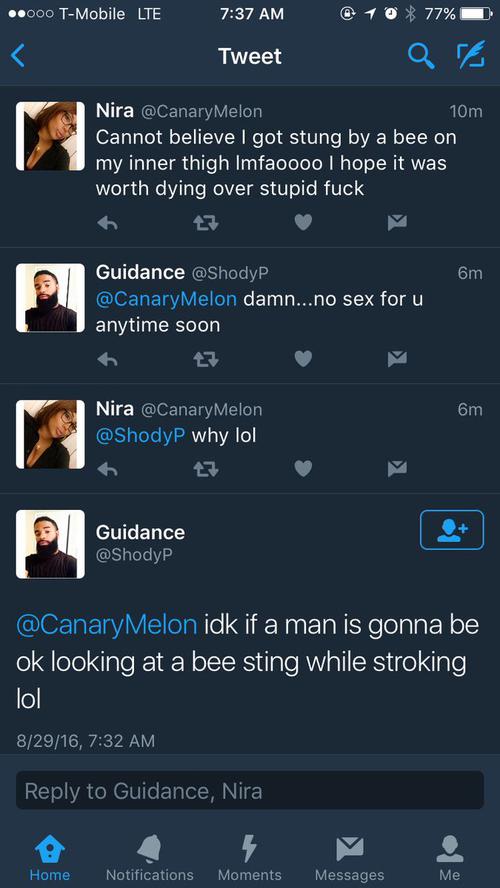 T-Mobile LTE 7:37 AM 77%
Tweet
Nira @CanaryMelon 10m
Cannot believe I got stung by a bee on
my inner thigh lmfaoooo I hope it was
worth dying over stupid fuck
Guidance @ShodyP 6m
@CanaryMelon damn...no sex for u
anytime soon
Nira @CanaryMelon 6m
@ShodyP why lol
Guidance
@ShodyP
@CanaryMelon idk if a man is gonna be
ok looking at a bee sting while stroking
lol
8/29/16, 7:32 AM
Reply to Guidance, Nira
Home Notifications Moments Messages Me